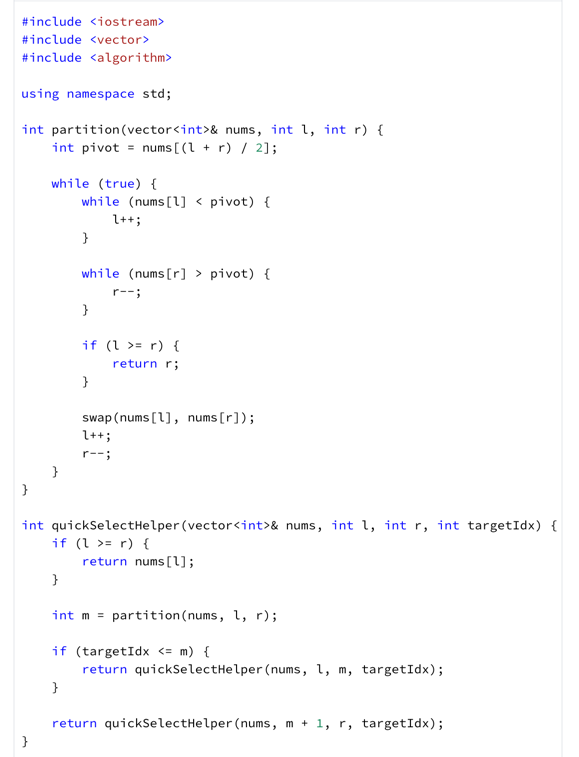 #include <iostream>
#include <vector>
#include <algorithm>

using namespace std;

int partition(vector<int>& nums, int l, int r) {
    int pivot = nums[(l + r) / 2];

    while (true) {
        while (nums[l] < pivot) {
            l++;
        }

        while (nums[r] > pivot) {
            r--;
        }

        if (l >= r) {
            return r;
        }

        swap(nums[l], nums[r]);
        l++;
        r--;
    }
}

int quickSelectHelper(vector<int>& nums, int l, int r, int targetIdx) {
    if (l >= r) {
        return nums[l];
    }

    int m = partition(nums, l, r);

    if (targetIdx <= m) {
        return quickSelectHelper(nums, l, m, targetIdx);
    }

    return quickSelectHelper(nums, m + 1, r, targetIdx);
}